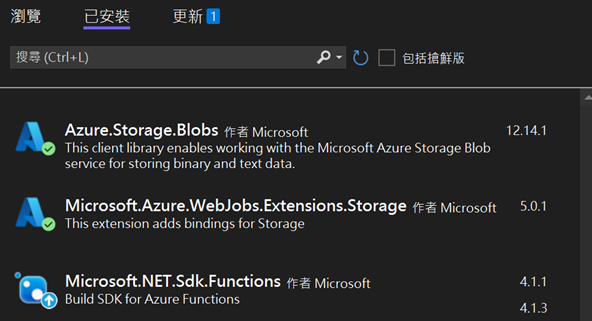 瀏覽 已安裝 更新 1
搜尋 (Ctrl+L) 包括搶鮮版
Azure.Storage.Blobs 作者 Microsoft 12.14.1
This client library enables working with the Microsoft Azure Storage Blob
service for storing binary and text data.
Microsoft.Azure.WebJobs.Extensions.Storage 作者 Microsoft 5.0.1
This extension adds bindings for Storage
Microsoft.NET.Sdk.Functions 作者 Microsoft 4.1.1
Build SDK for Azure Functions 4.1.3